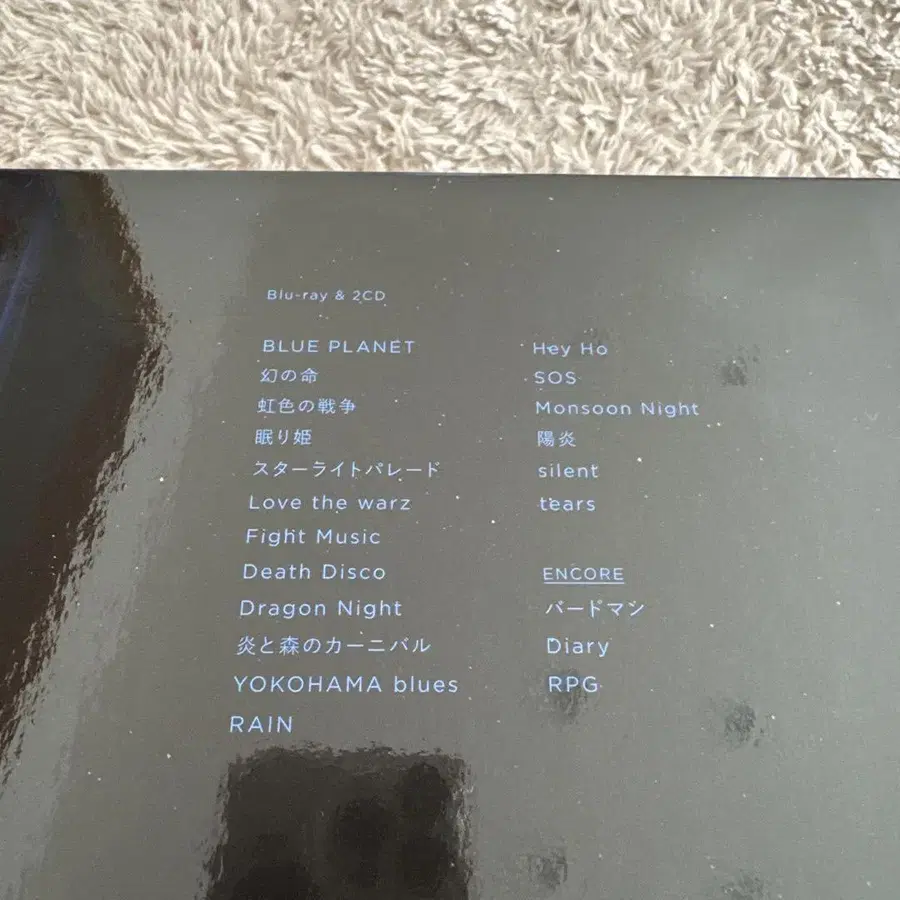 Blu-ray & 2CD
BLUE PLANET
幻の命
虹色の戦争
眠り姫
スターライトパレード
Love the warz
Fight Music
Death Disco
Dragon Night
炎と森のカーニバル
YOKOHAMA blues
RAIN
Hey Ho
SOS
Monsoon Night
陽炎
silent
tears
ENCORE
バードマン
Diary
RPG